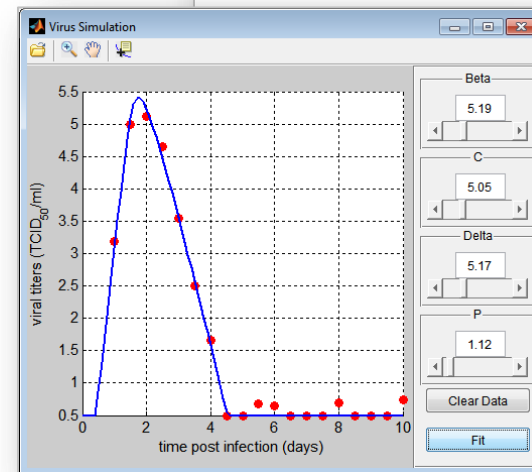 Virus Simulation
5.5
5
4.5
4
3.5
3
2.5
2
1.5
1
0.5
0 2 4 6 8 10
viral titers (TCID50/ml)
time post infection (days)
Beta
5.19
C
5.05
Delta
5.17
P
1.12
Clear Data
Fit